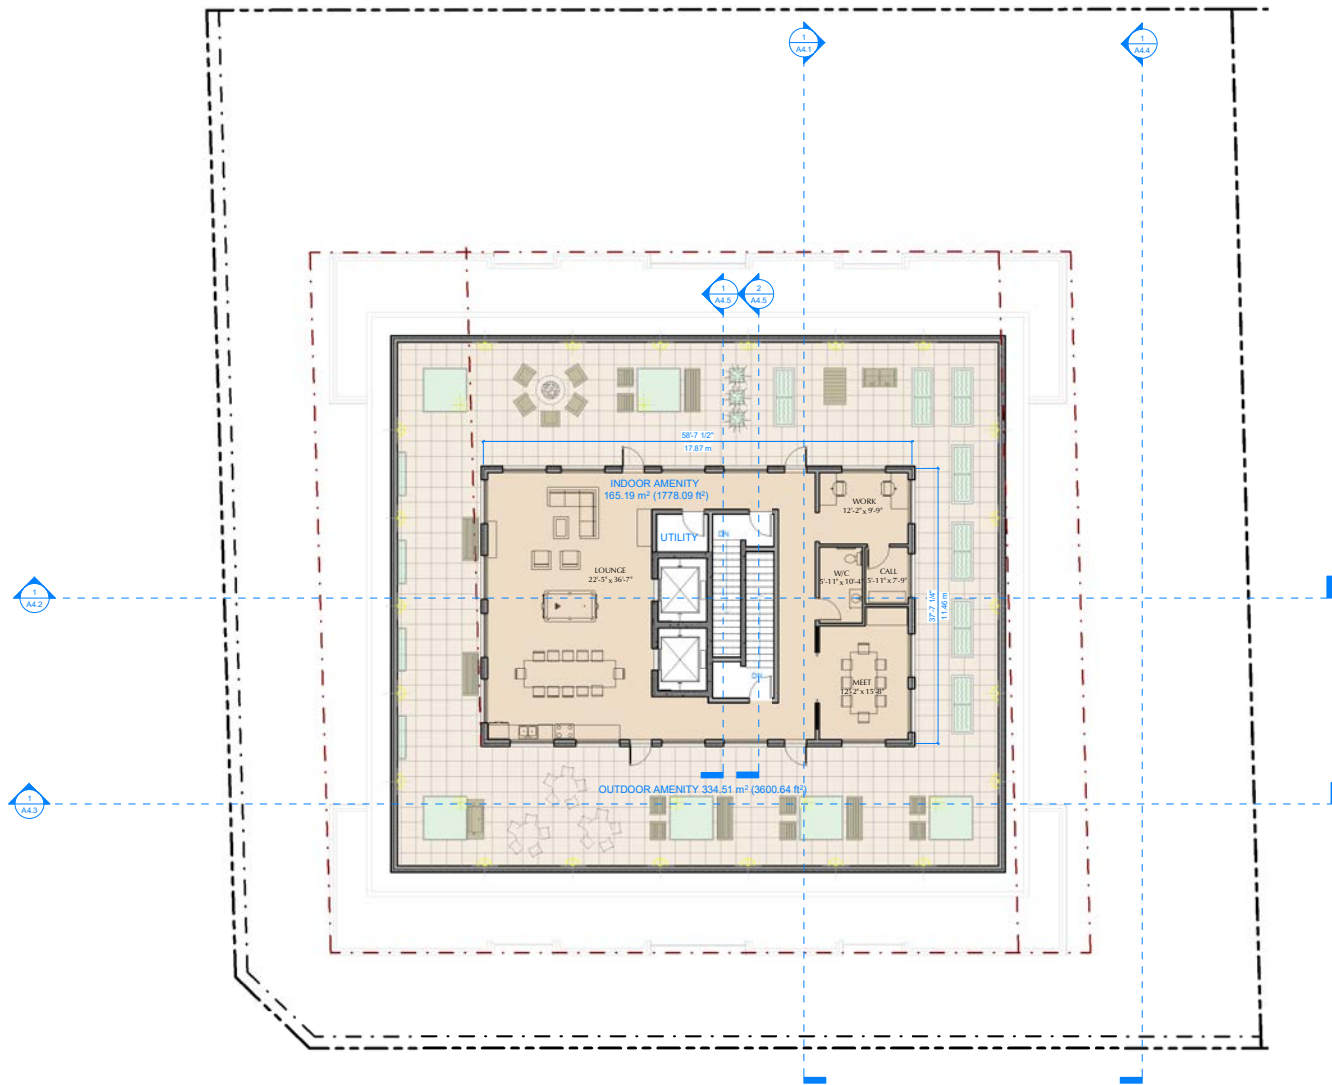 1
A4.1
1
A4.4
1
A4.5
2
A4.5
58'-7 1/2"
17.87 m
INDOOR AMENITY
165.19 m² (1778.09 ft²)
WORK
12'-2" x 9'-9"
UTILITY
DN
LOUNGE
22'-5" x 36'-7"
W/C
5'-11" x 10'-4"
CALL
5'-11" x 7'-9"
1
A4.2
37'-7 1/4"
11.46 m
DN
MEET
12'-2" x 15'-8"
OUTDOOR AMENITY 334.51 m² (3600.64 ft²)
1
A4.3